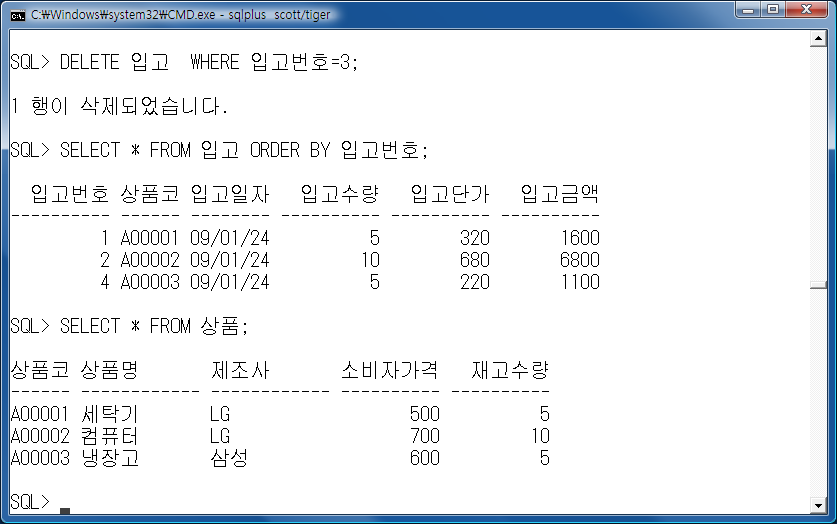 C:₩Windows₩system32₩CMD.exe - sqlplus  scott/tiger
SQL> DELETE 입고  WHERE 입고번호=3;
1 행이 삭제되었습니다.
SQL> SELECT * FROM 입고 ORDER BY 입고번호;
  입고번호 상품코 입고일자   입고수량   입고단가   입고금액
---------- ------ -------- ---------- ---------- ----------
         1 A00001 09/01/24          5        320       1600
         2 A00002 09/01/24         10        680       6800
         4 A00003 09/01/24          5        220       1100
SQL> SELECT * FROM 상품;
상품코 상품명       제조사       소비자가격   재고수량
------ ------------ ------------ ---------- ----------
A00001 세탁기       LG                  500          5
A00002 컴퓨터       LG                  700         10
A00003 냉장고       삼성                600          5
SQL>